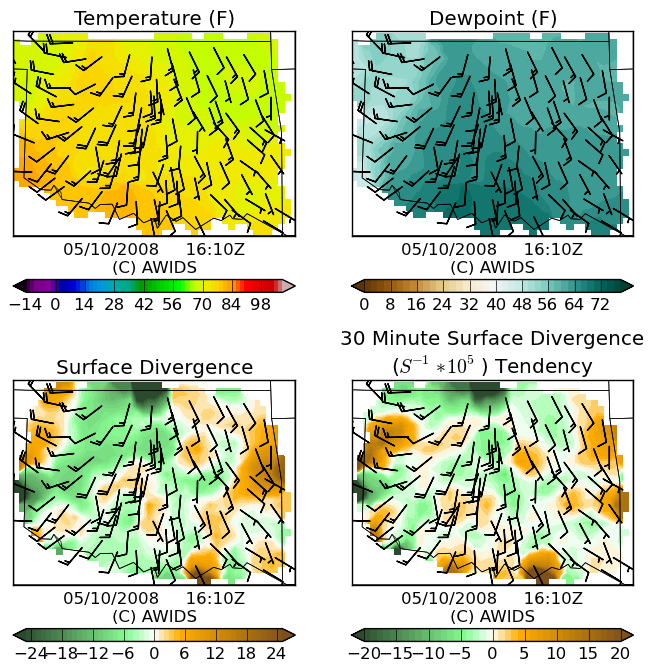 Temperature (F)
Dewpoint (F)
05/10/2008 16:10Z
(C) AWIDS
05/10/2008 16:10Z
(C) AWIDS
−14 0 14 28 42 56 70 84 98
0 8 16 24 32 40 48 56 64 72
30 Minute Surface Divergence
Surface Divergence
(S⁻¹ *10⁵ ) Tendency
05/10/2008 16:10Z
(C) AWIDS
05/10/2008 16:10Z
(C) AWIDS
−24 −18 −12 −6 0 6 12 18 24
−20 −15 −10 −5 0 5 10 15 20